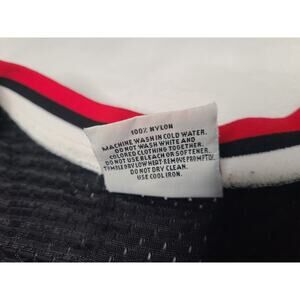 100% NYLON
MACHINE WASH IN COLD WATER.
DO NOT WASH WHITE AND
COLORED CLOTHING TOGETHER.
DO NOT USE BLEACH OR SOFTENER.
TUMBLE DRY LOW HEAT-REMOVE PROMPTLY.
DO NOT DRY CLEAN.
USE COOL IRON.